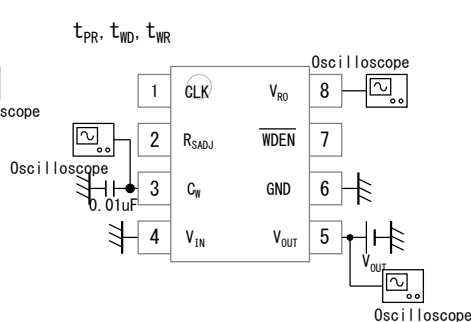 tPR, tWD, tWR
Oscilloscope
scope
1 CLK VRO 8
2 RSADJ WDEN 7
Oscilloscope
3 CW GND 6
0.01uF
4 VIN VOUT 5
VOUT
Oscilloscope